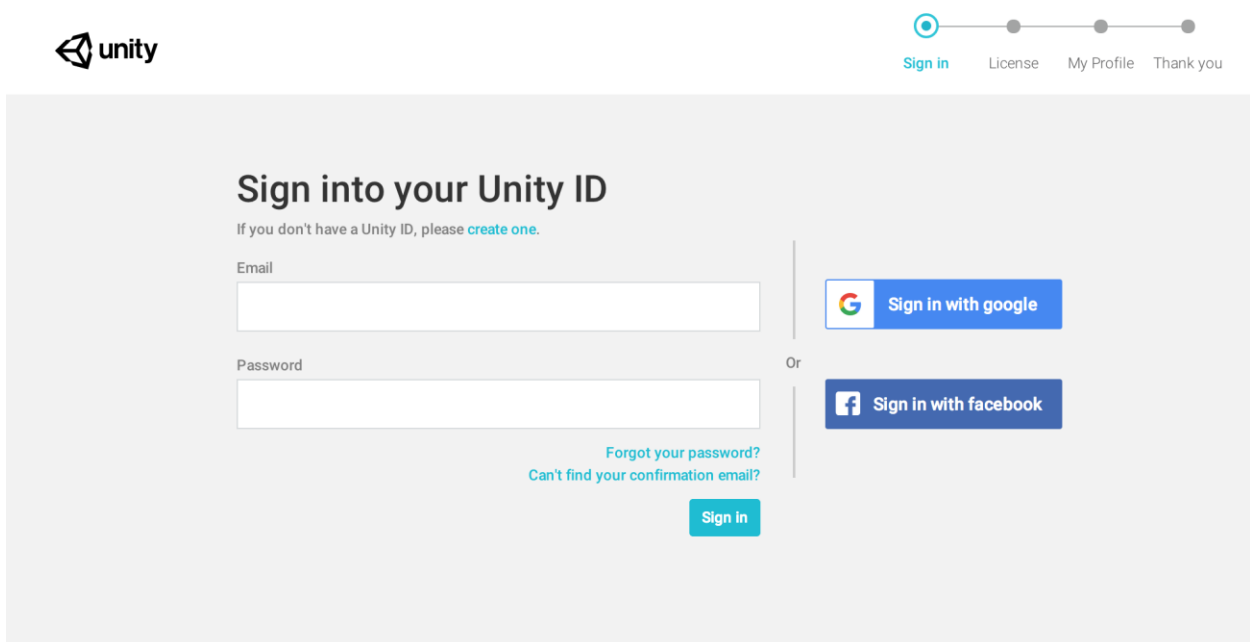 unity
Sign in License My Profile Thank you
Sign into your Unity ID
If you don't have a Unity ID, please create one.
Email
Sign in with google
Password
Or
Sign in with facebook
Forgot your password?
Can't find your confirmation email?
Sign in